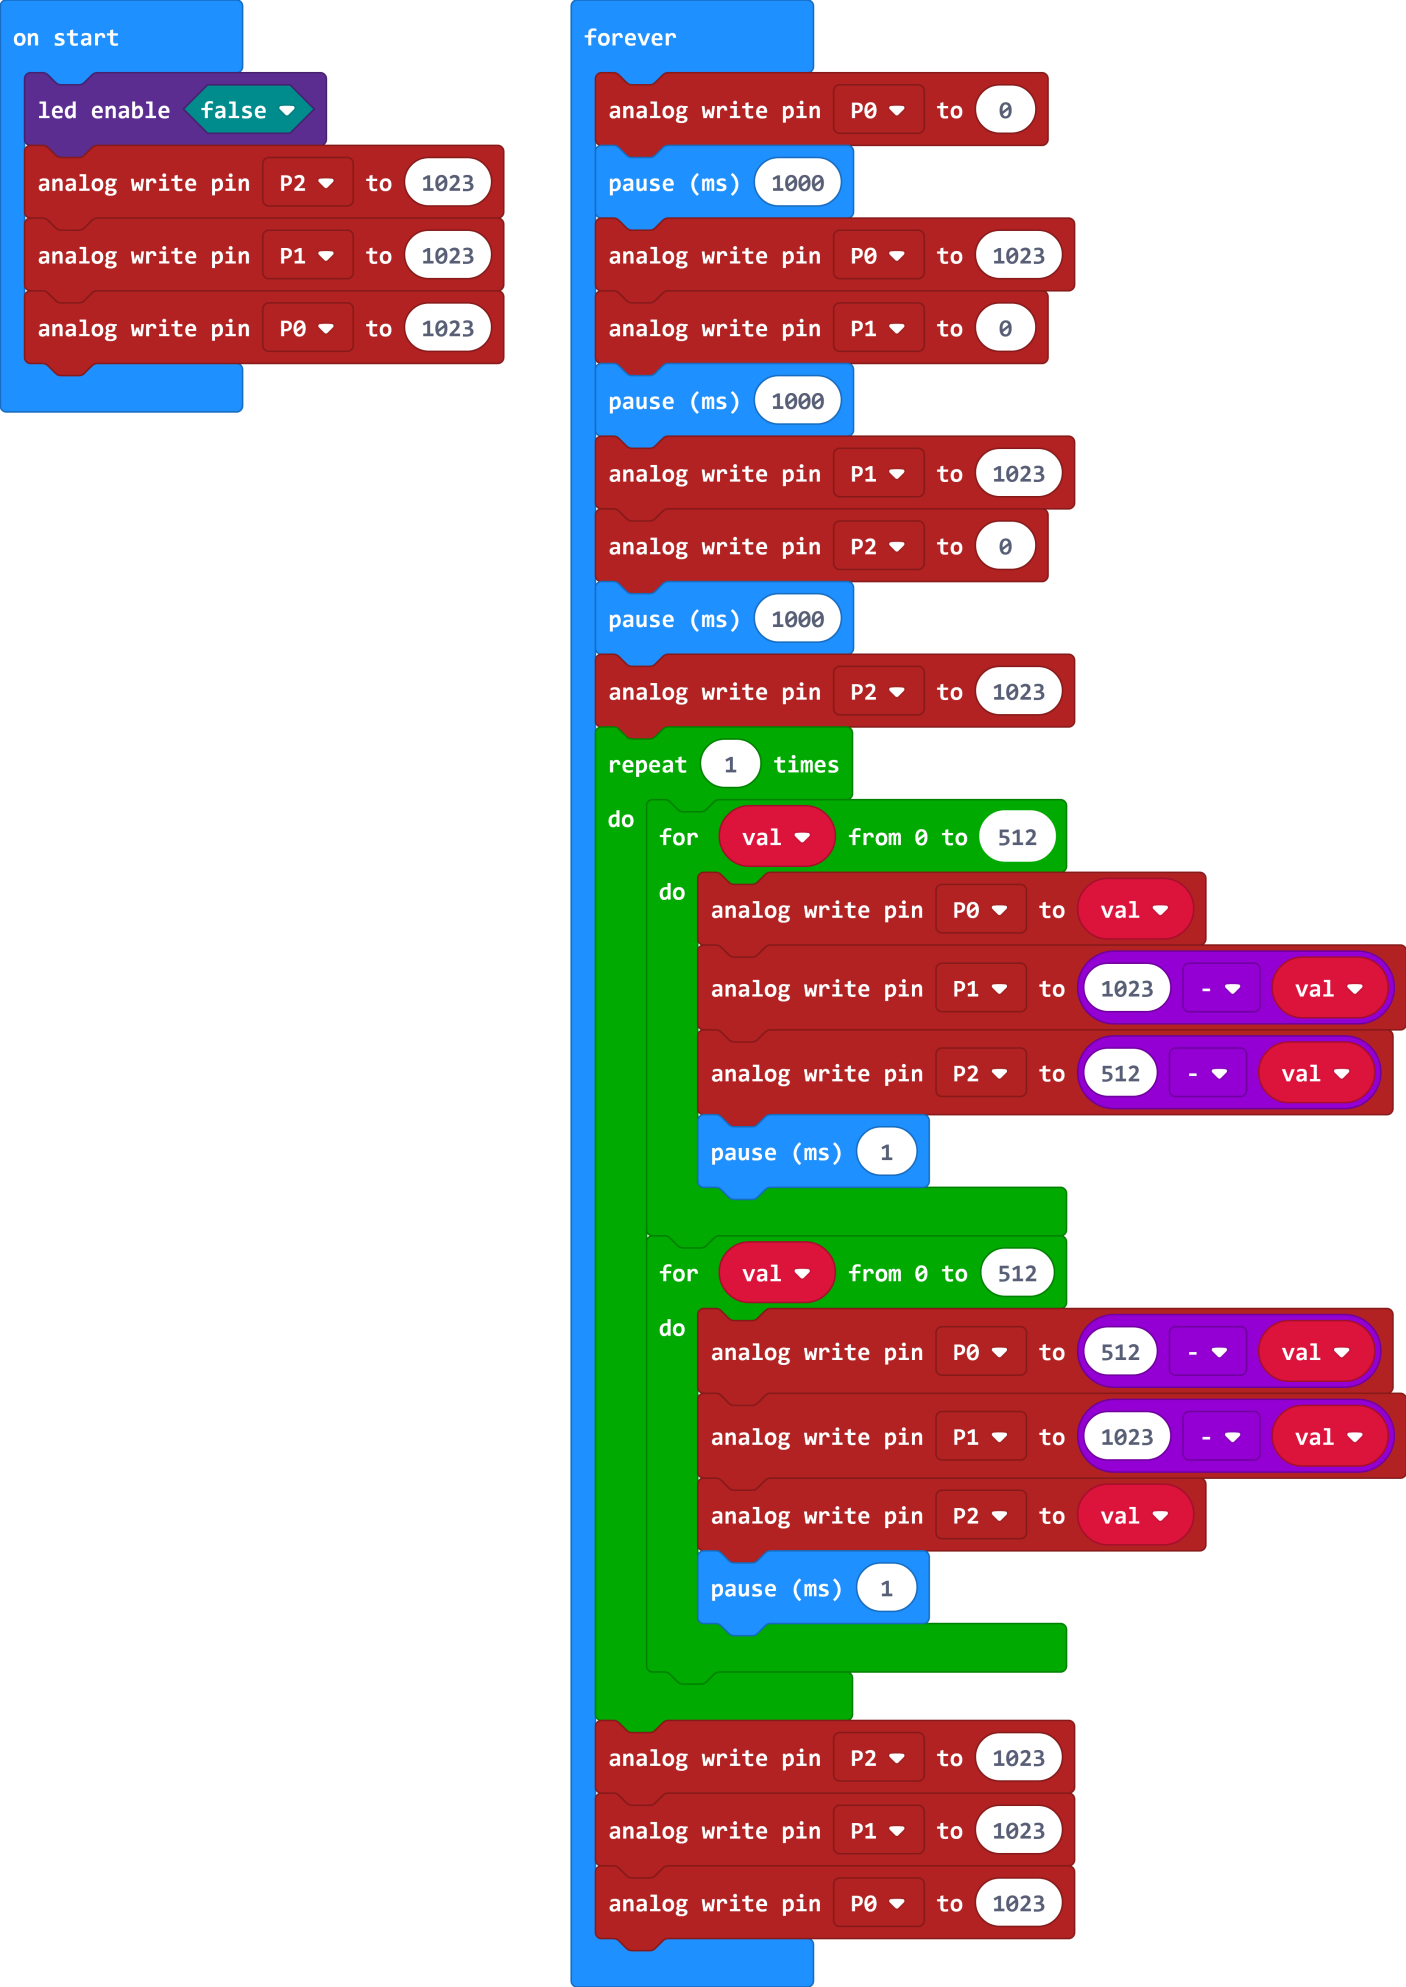 on start
led enable false
analog write pin P2 to 1023
analog write pin P1 to 1023
analog write pin P0 to 1023
forever
analog write pin P0 to 0
pause (ms) 1000
analog write pin P0 to 1023
analog write pin P1 to 0
pause (ms) 1000
analog write pin P1 to 1023
analog write pin P2 to 0
pause (ms) 1000
analog write pin P2 to 1023
repeat 1 times
do
for val from 0 to 512
do
analog write pin P0 to val
analog write pin P1 to 1023 - val
analog write pin P2 to 512 - val
pause (ms) 1
for val from 0 to 512
do
analog write pin P0 to 512 - val
analog write pin P1 to 1023 - val
analog write pin P2 to val
pause (ms) 1
analog write pin P2 to 1023
analog write pin P1 to 1023
analog write pin P0 to 1023